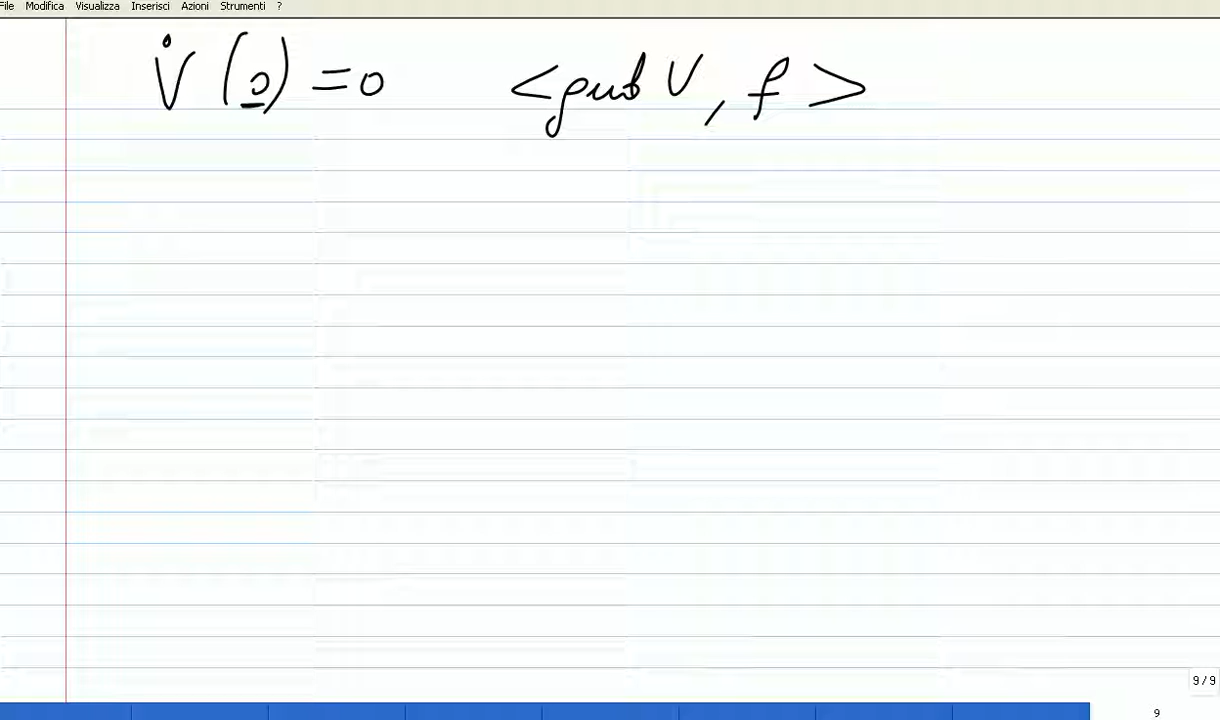 File Modifica Visualizza Inserisci Azioni Strumenti ?
V̇ (0) = 0 < grad V, f >
9 / 9
9